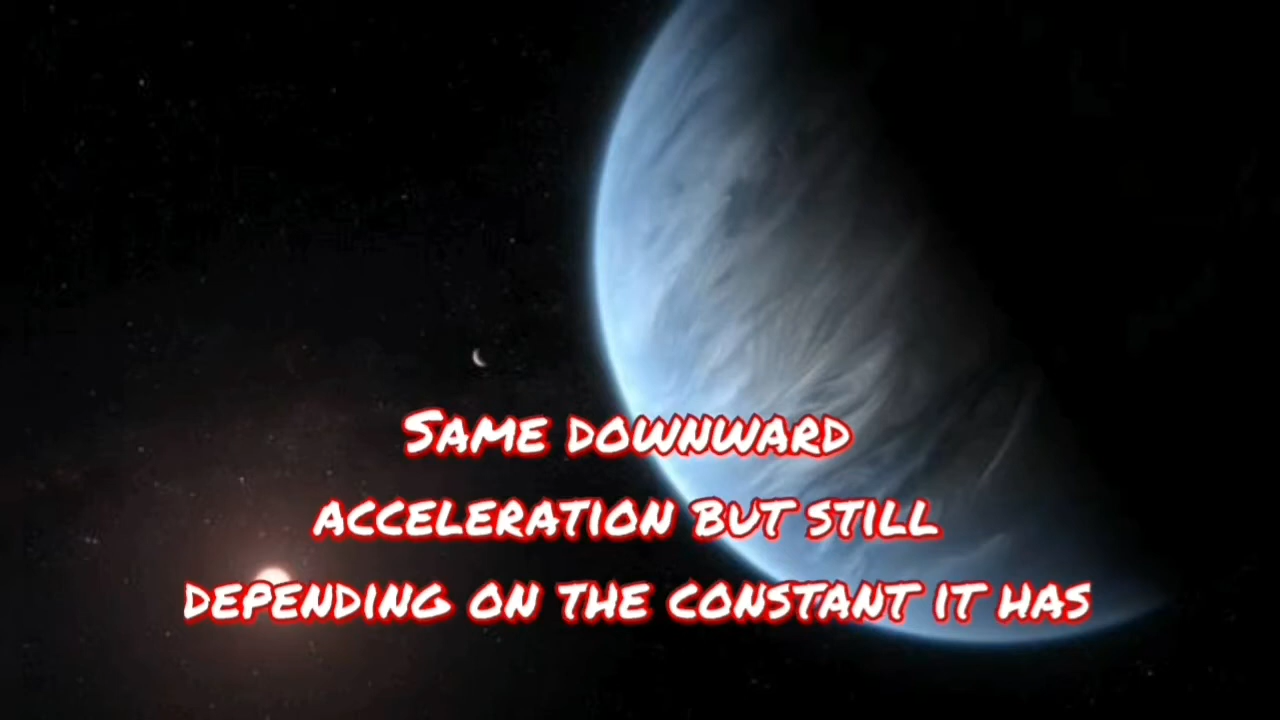 Same downward
acceleration but still
depending on the constant it has